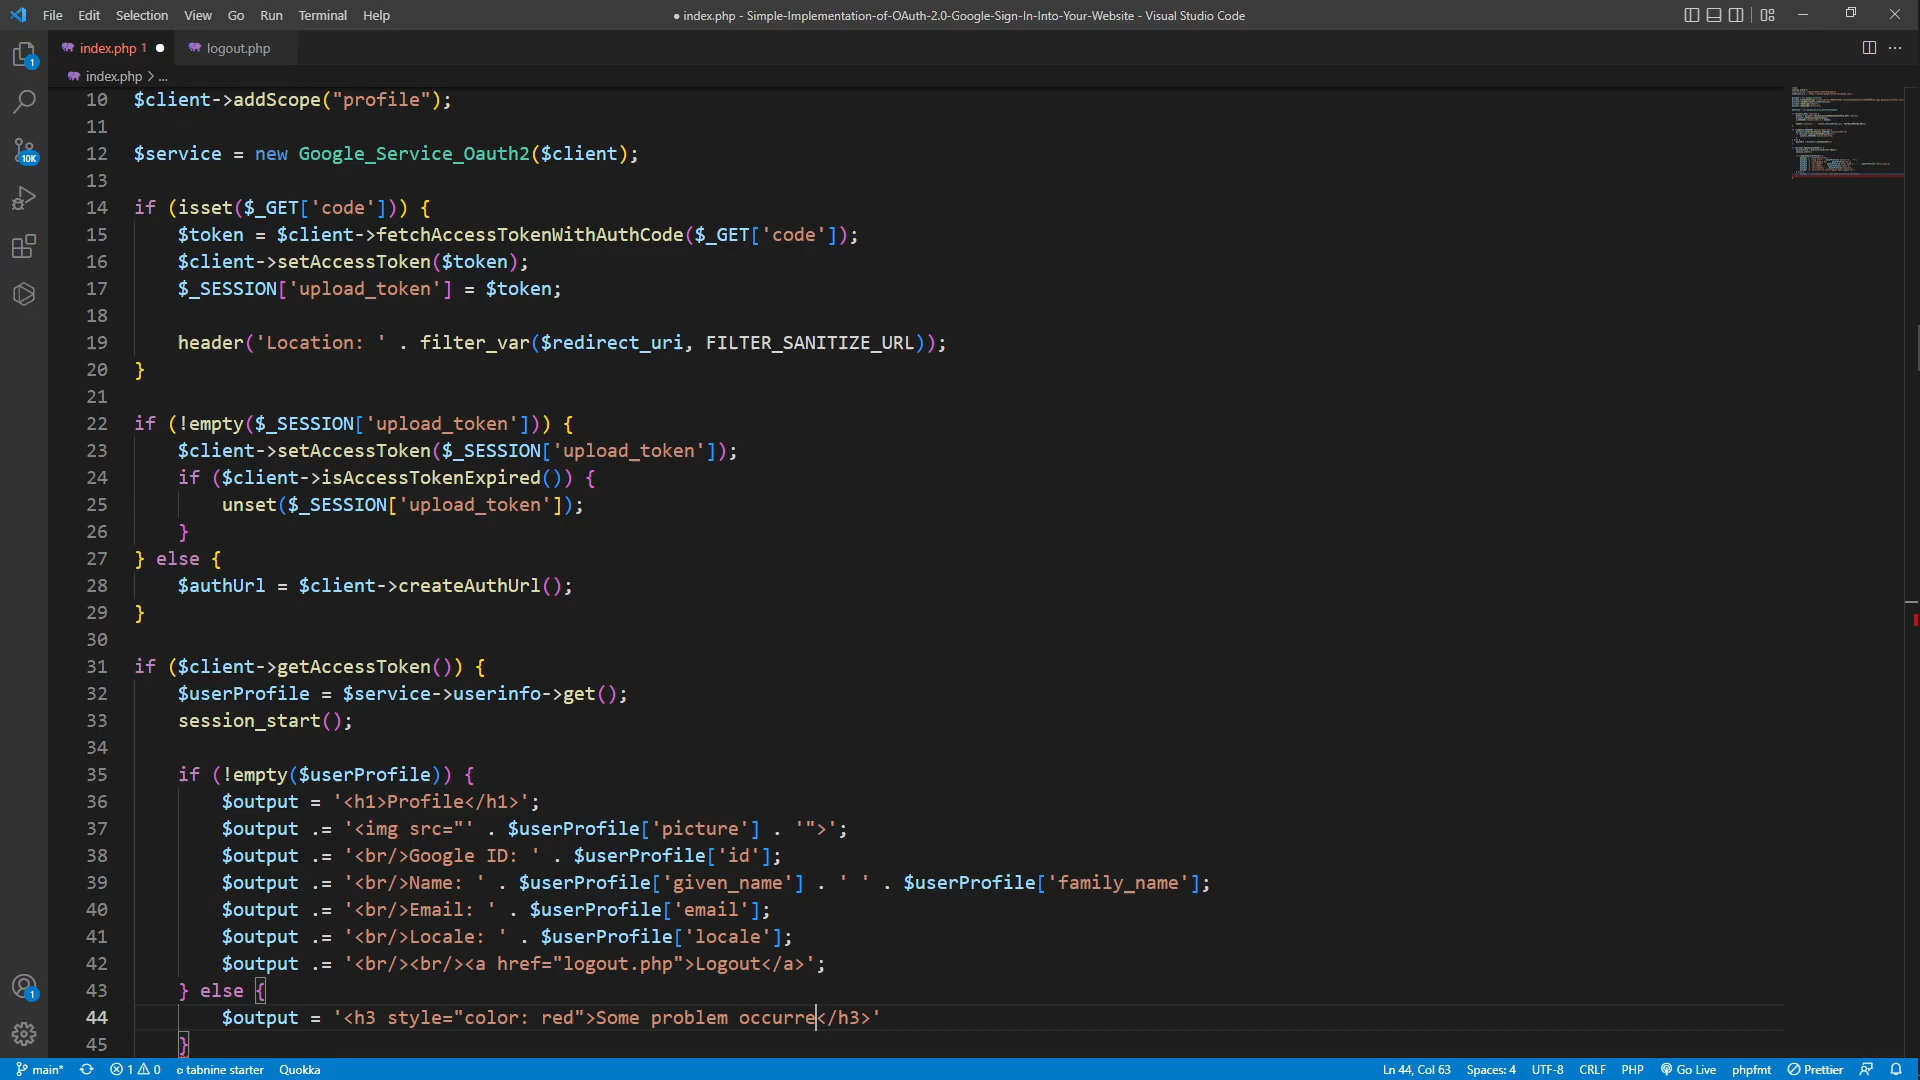 File Edit Selection View Go Run Terminal Help
● index.php - Simple-Implementation-of-OAuth-2.0-Google-Sign-In-Into-Your-Website - Visual Studio Code
index.php 1 ● logout.php
index.php > ...
10 $client->addScope("profile");
11
12 $service = new Google_Service_Oauth2($client);
13
14 if (isset($_GET['code'])) {
15 $token = $client->fetchAccessTokenWithAuthCode($_GET['code']);
16 $client->setAccessToken($token);
17 $_SESSION['upload_token'] = $token;
18
19 header('Location: ' . filter_var($redirect_uri, FILTER_SANITIZE_URL));
20 }
21
22 if (!empty($_SESSION['upload_token'])) {
23 $client->setAccessToken($_SESSION['upload_token']);
24 if ($client->isAccessTokenExpired()) {
25 unset($_SESSION['upload_token']);
26 }
27 } else {
28 $authUrl = $client->createAuthUrl();
29 }
30
31 if ($client->getAccessToken()) {
32 $userProfile = $service->userinfo->get();
33 session_start();
34
35 if (!empty($userProfile)) {
36 $output = '<h1>Profile</h1>';
37 $output .= '<img src="' . $userProfile['picture'] . '">';
38 $output .= '<br/>Google ID: ' . $userProfile['id'];
39 $output .= '<br/>Name: ' . $userProfile['given_name'] . ' ' . $userProfile['family_name'];
40 $output .= '<br/>Email: ' . $userProfile['email'];
41 $output .= '<br/>Locale: ' . $userProfile['locale'];
42 $output .= '<br/><br/><a href="logout.php">Logout</a>';
43 } else {
44 $output = '<h3 style="color: red">Some problem occurre</h3>'
45 }
1
10K
1
main* 1 0 tabnine starter Quokka Ln 44, Col 63 Spaces: 4 UTF-8 CRLF PHP Go Live phpfmt Prettier